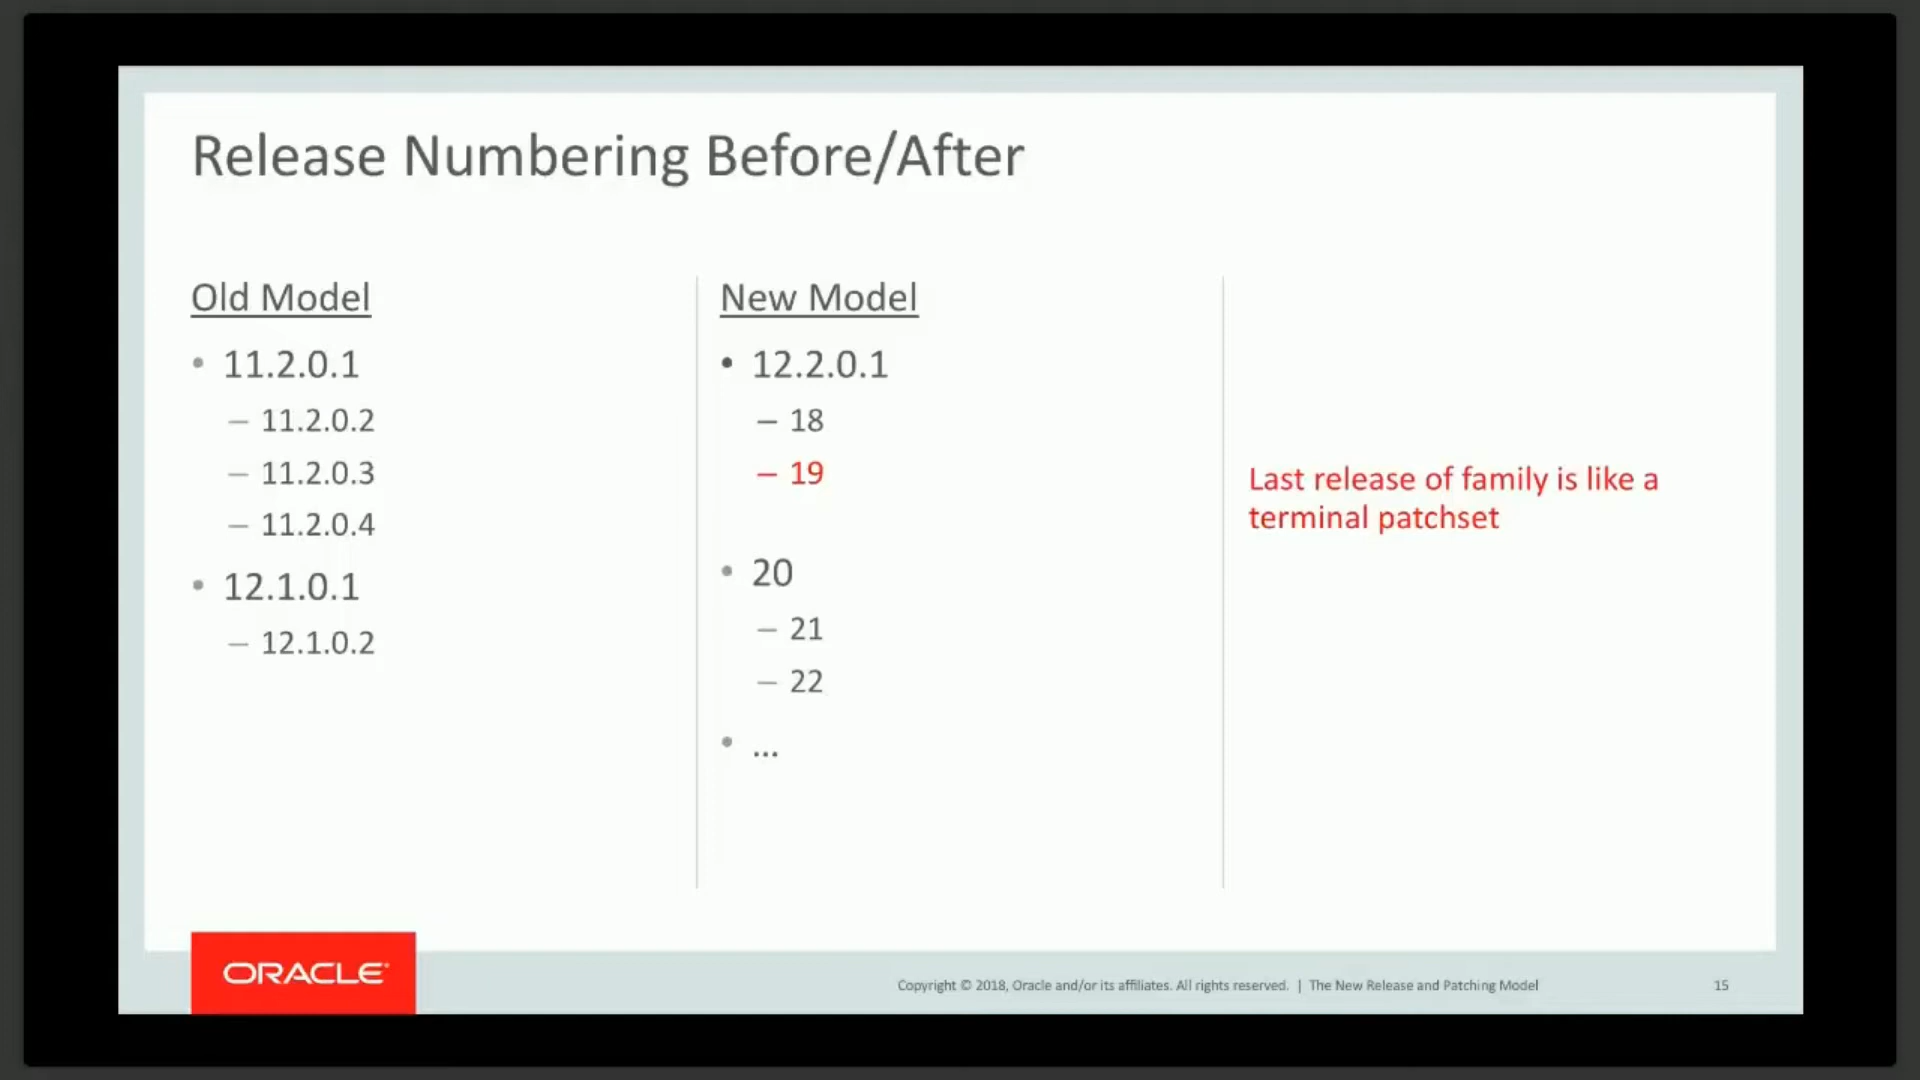 Release Numbering Before/After
Old Model
• 11.2.0.1
– 11.2.0.2
– 11.2.0.3
– 11.2.0.4
• 12.1.0.1
– 12.1.0.2
New Model
• 12.2.0.1
– 18
– 19
• 20
– 21
– 22
• ...
Last release of family is like a
terminal patchset
ORACLE®
Copyright © 2018, Oracle and/or its affiliates. All rights reserved. | The New Release and Patching Model
15